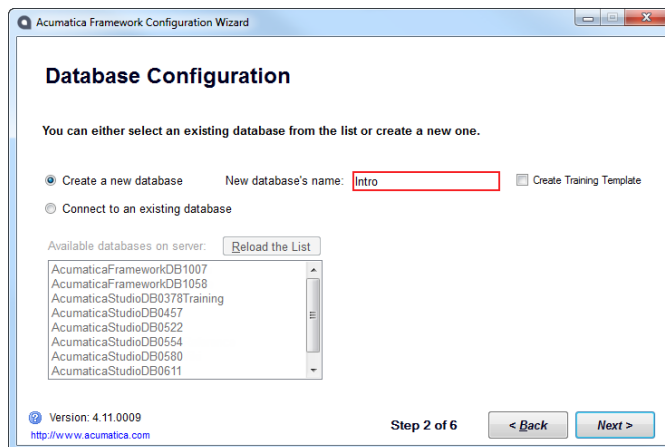 Acumatica Framework Configuration Wizard
Database Configuration
You can either select an existing database from the list or create a new one.
Create a new database New database's name: Intro Create Training Template
Connect to an existing database
Available databases on server: Reload the List
AcumaticaFrameworkDB1007
AcumaticaFrameworkDB1058
AcumaticaStudioDB0378Training
AcumaticaStudioDB0457
AcumaticaStudioDB0522
AcumaticaStudioDB0554
AcumaticaStudioDB0580
AcumaticaStudioDB0611
Version: 4.11.0009
http://www.acumatica.com
Step 2 of 6 < Back Next >